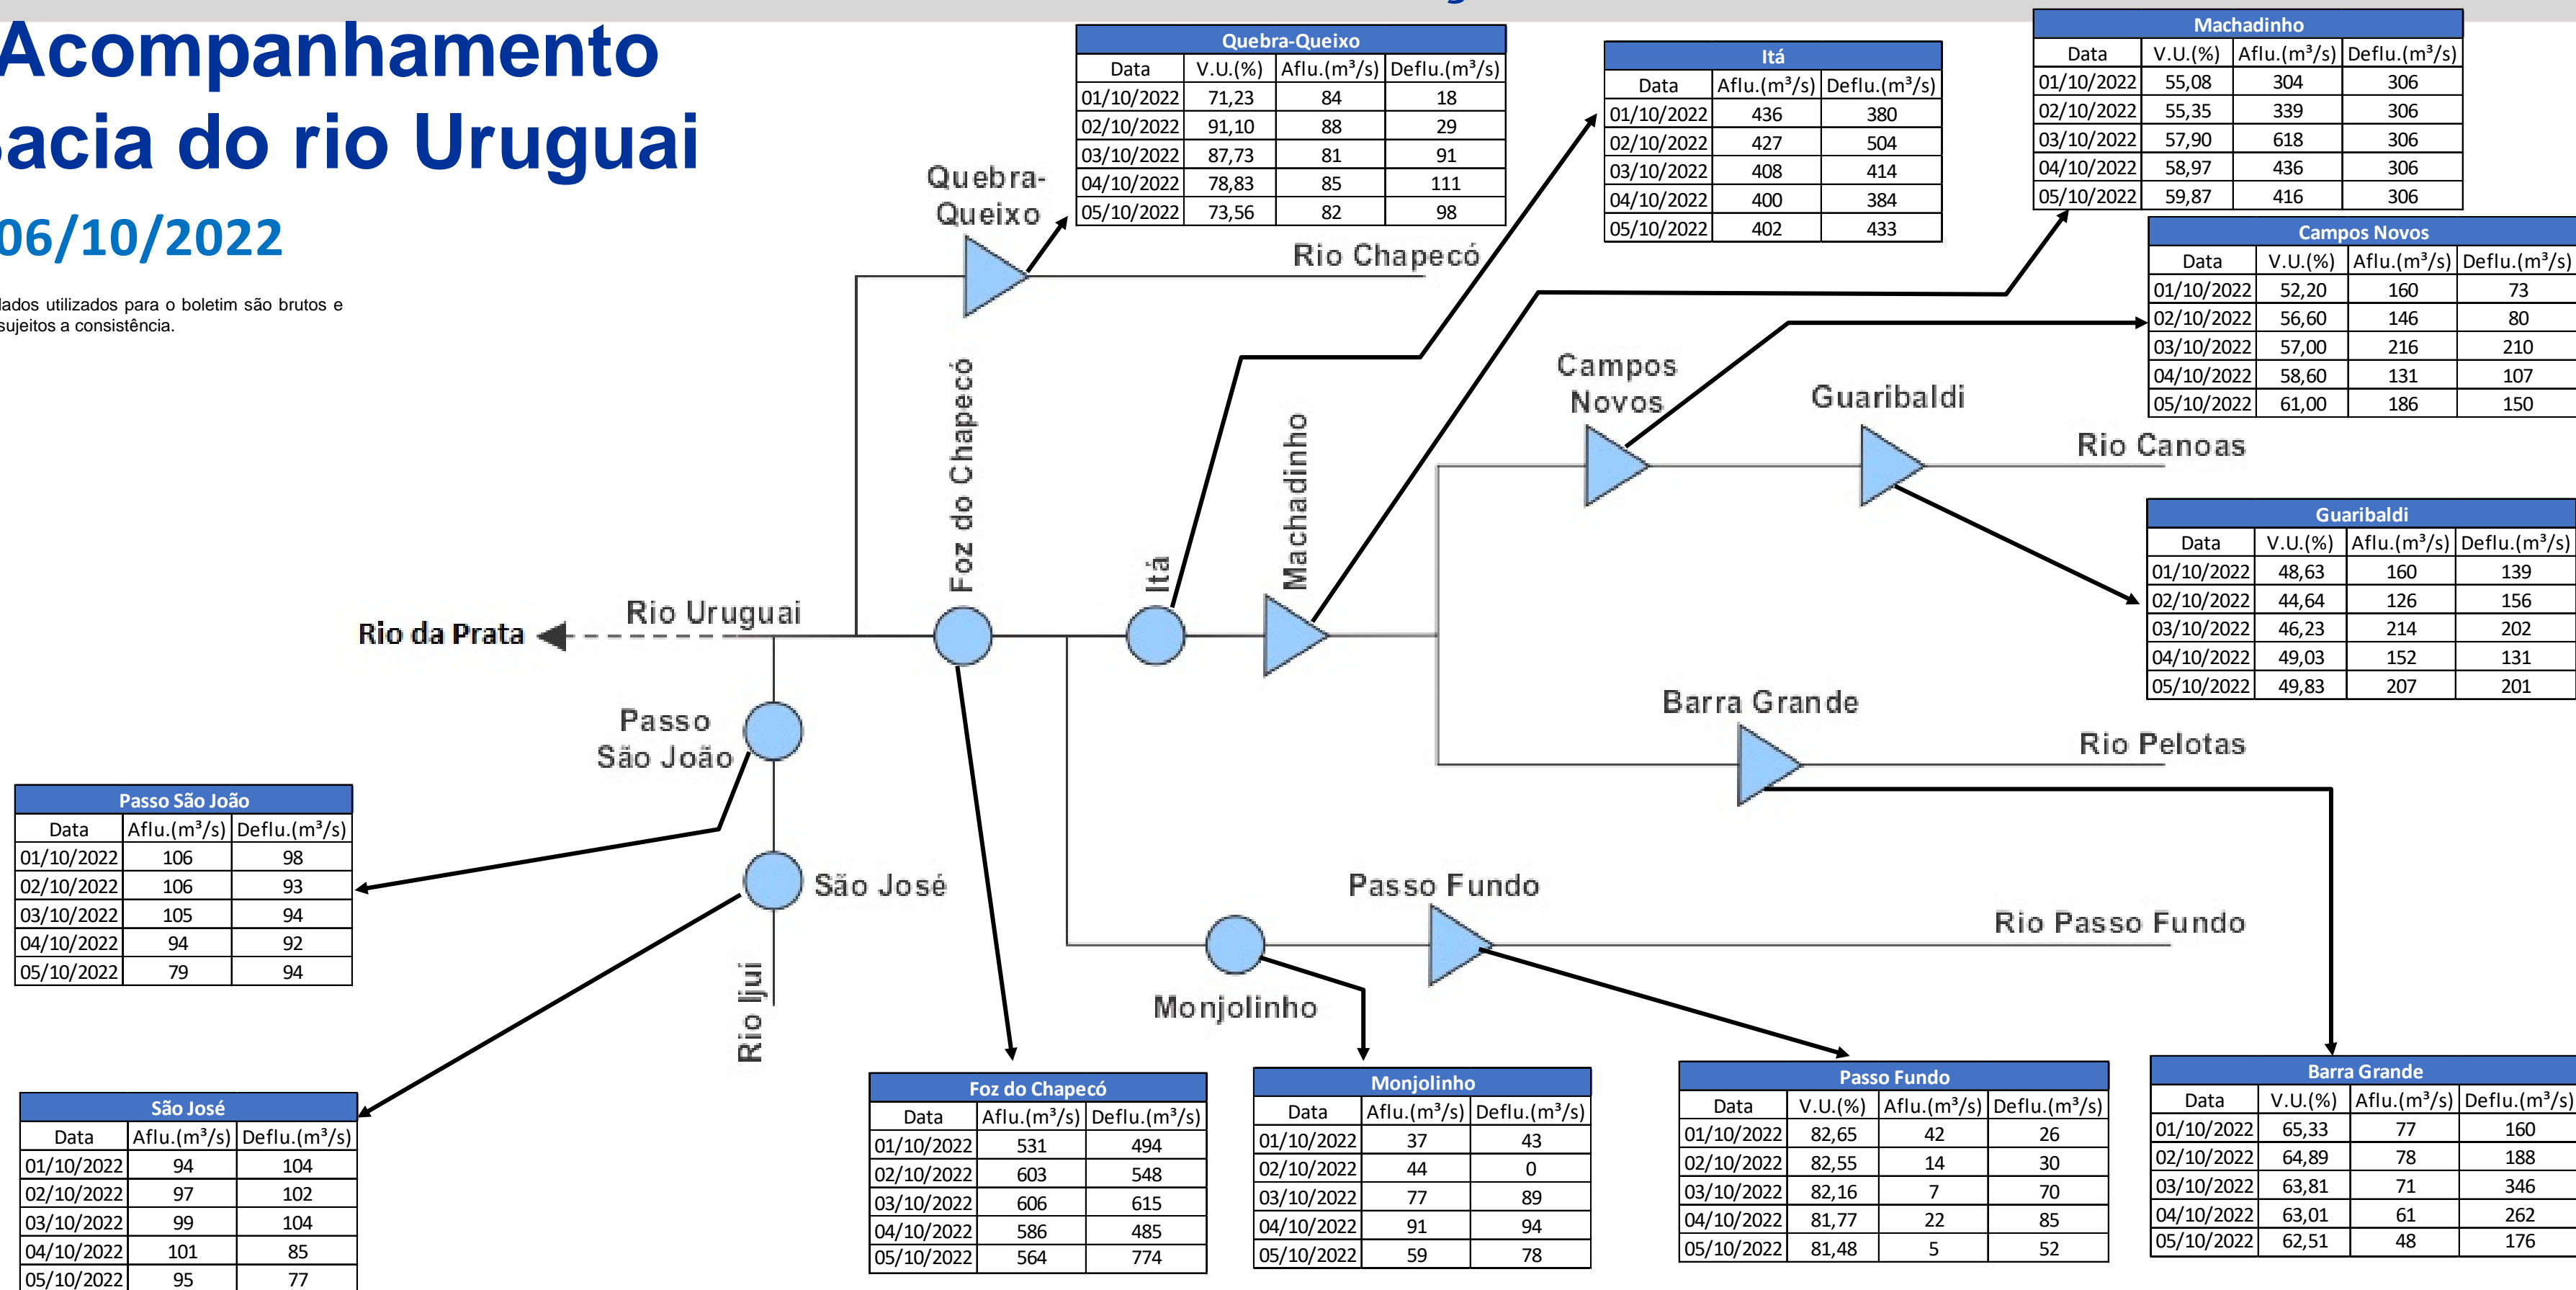 Acompanhamento
acia do rio Uruguai
06/10/2022
dados utilizados para o boletim são brutos e
sujeitos a consistência.
Quebra-Queixo
Data V.U.(%) Aflu.(m³/s) Deflu.(m³/s)
01/10/2022 71,23 84 18
02/10/2022 91,10 88 29
03/10/2022 87,73 81 91
04/10/2022 78,83 85 111
05/10/2022 73,56 82 98
Itá
Data Aflu.(m³/s) Deflu.(m³/s)
01/10/2022 436 380
02/10/2022 427 504
03/10/2022 408 414
04/10/2022 400 384
05/10/2022 402 433
Machadinho
Data V.U.(%) Aflu.(m³/s) Deflu.(m³/s)
01/10/2022 55,08 304 306
02/10/2022 55,35 339 306
03/10/2022 57,90 618 306
04/10/2022 58,97 436 306
05/10/2022 59,87 416 306
Campos Novos
Data V.U.(%) Aflu.(m³/s) Deflu.(m³/s)
01/10/2022 52,20 160 73
02/10/2022 56,60 146 80
03/10/2022 57,00 216 210
04/10/2022 58,60 131 107
05/10/2022 61,00 186 150
Guaribaldi
Data V.U.(%) Aflu.(m³/s) Deflu.(m³/s)
01/10/2022 48,63 160 139
02/10/2022 44,64 126 156
03/10/2022 46,23 214 202
04/10/2022 49,03 152 131
05/10/2022 49,83 207 201
Quebra-
Queixo
Rio Chapecó
Foz do Chapecó
Itá
Machadinho
Campos
Novos
Guaribaldi
Rio Canoas
Rio da Prata
Rio Uruguai
Passo
São João
Barra Grande
Rio Pelotas
São José
Rio Ijuí
Passo Fundo
Rio Passo Fundo
Monjolinho
Passo São João
Data Aflu.(m³/s) Deflu.(m³/s)
01/10/2022 106 98
02/10/2022 106 93
03/10/2022 105 94
04/10/2022 94 92
05/10/2022 79 94
São José
Data Aflu.(m³/s) Deflu.(m³/s)
01/10/2022 94 104
02/10/2022 97 102
03/10/2022 99 104
04/10/2022 101 85
05/10/2022 95 77
Foz do Chapecó
Data Aflu.(m³/s) Deflu.(m³/s)
01/10/2022 531 494
02/10/2022 603 548
03/10/2022 606 615
04/10/2022 586 485
05/10/2022 564 774
Monjolinho
Data Aflu.(m³/s) Deflu.(m³/s)
01/10/2022 37 43
02/10/2022 44 0
03/10/2022 77 89
04/10/2022 91 94
05/10/2022 59 78
Passo Fundo
Data V.U.(%) Aflu.(m³/s) Deflu.(m³/s)
01/10/2022 82,65 42 26
02/10/2022 82,55 14 30
03/10/2022 82,16 7 70
04/10/2022 81,77 22 85
05/10/2022 81,48 5 52
Barra Grande
Data V.U.(%) Aflu.(m³/s) Deflu.(m³/s)
01/10/2022 65,33 77 160
02/10/2022 64,89 78 188
03/10/2022 63,81 71 346
04/10/2022 63,01 61 262
05/10/2022 62,51 48 176